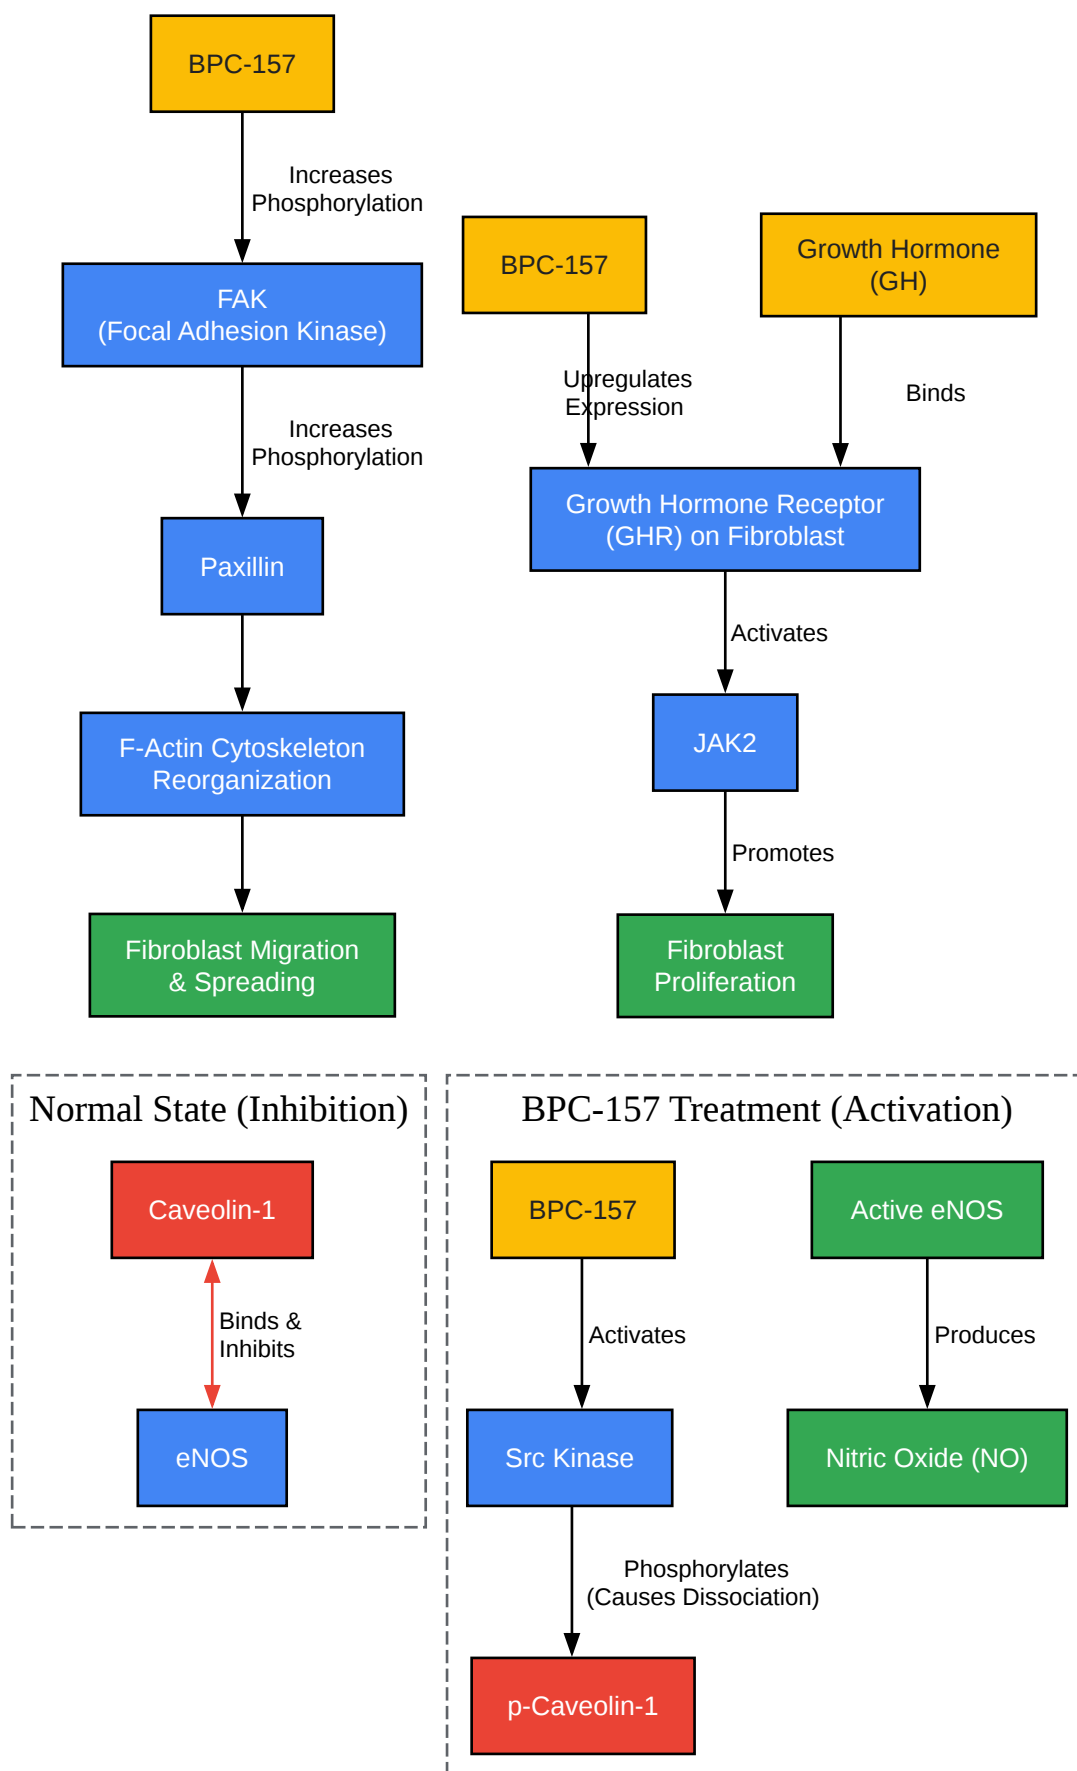 BPC-157
Increases
Phosphorylation
FAK
(Focal Adhesion Kinase)
Increases
Phosphorylation
Paxillin
F-Actin Cytoskeleton
Reorganization
Fibroblast Migration
& Spreading
BPC-157
Growth Hormone
(GH)
Upregulates
Expression
Binds
Growth Hormone Receptor
(GHR) on Fibroblast
Activates
JAK2
Promotes
Fibroblast
Proliferation
Normal State (Inhibition)
Caveolin-1
Binds &
Inhibits
eNOS
BPC-157 Treatment (Activation)
BPC-157
Activates
Src Kinase
Phosphorylates
(Causes Dissociation)
p-Caveolin-1
Active eNOS
Produces
Nitric Oxide (NO)